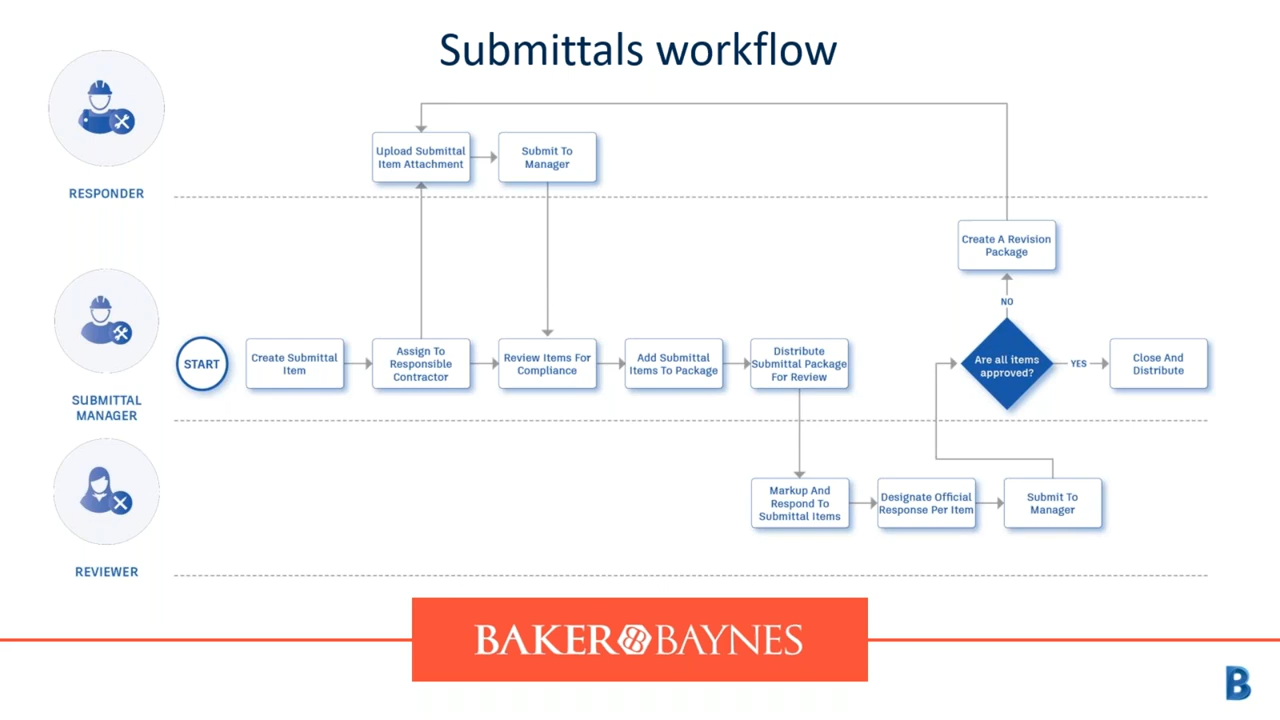 Submittals workflow
Upload Submittal
Item Attachment
Submit To
Manager
RESPONDER
Create A Revision
Package
NO
START
Create Submittal
Item
Assign To
Responsible
Contractor
Review Items For
Compliance
Add Submittal
Items To Package
Distribute
Submittal Package
For Review
Are all items
approved?
YES
Close And
Distribute
SUBMITTAL
MANAGER
Markup And
Respond To
Submittal Items
Designate Official
Response Per Item
Submit To
Manager
REVIEWER
BAKER BAYNES
B